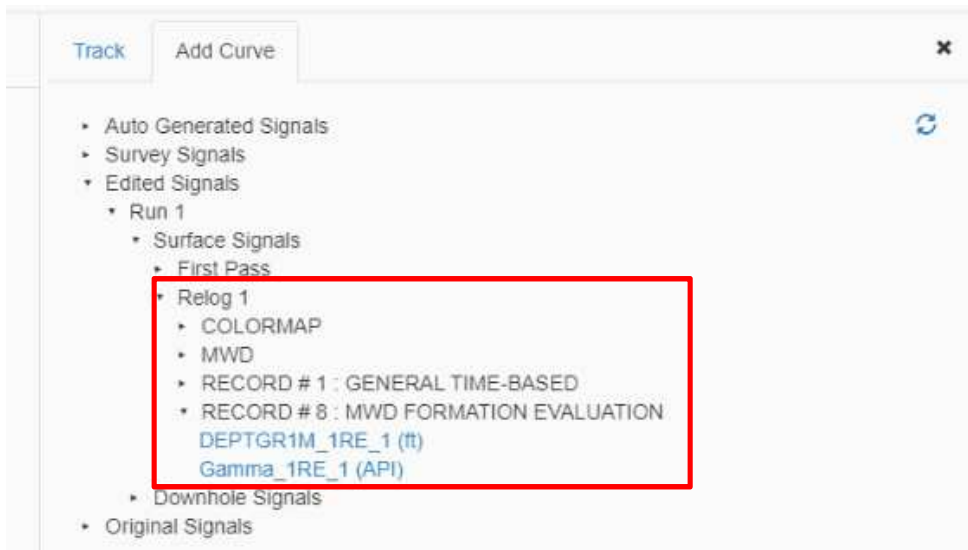 Track Add Curve
Auto Generated Signals
Survey Signals
Edited Signals
Run 1
Surface Signals
First Pass
Relog 1
COLORMAP
MWD
RECORD # 1 : GENERAL TIME-BASED
RECORD # 8 : MWD FORMATION EVALUATION
DEPTGR1M_1RE_1 (ft)
Gamma_1RE_1 (API)
Downhole Signals
Original Signals